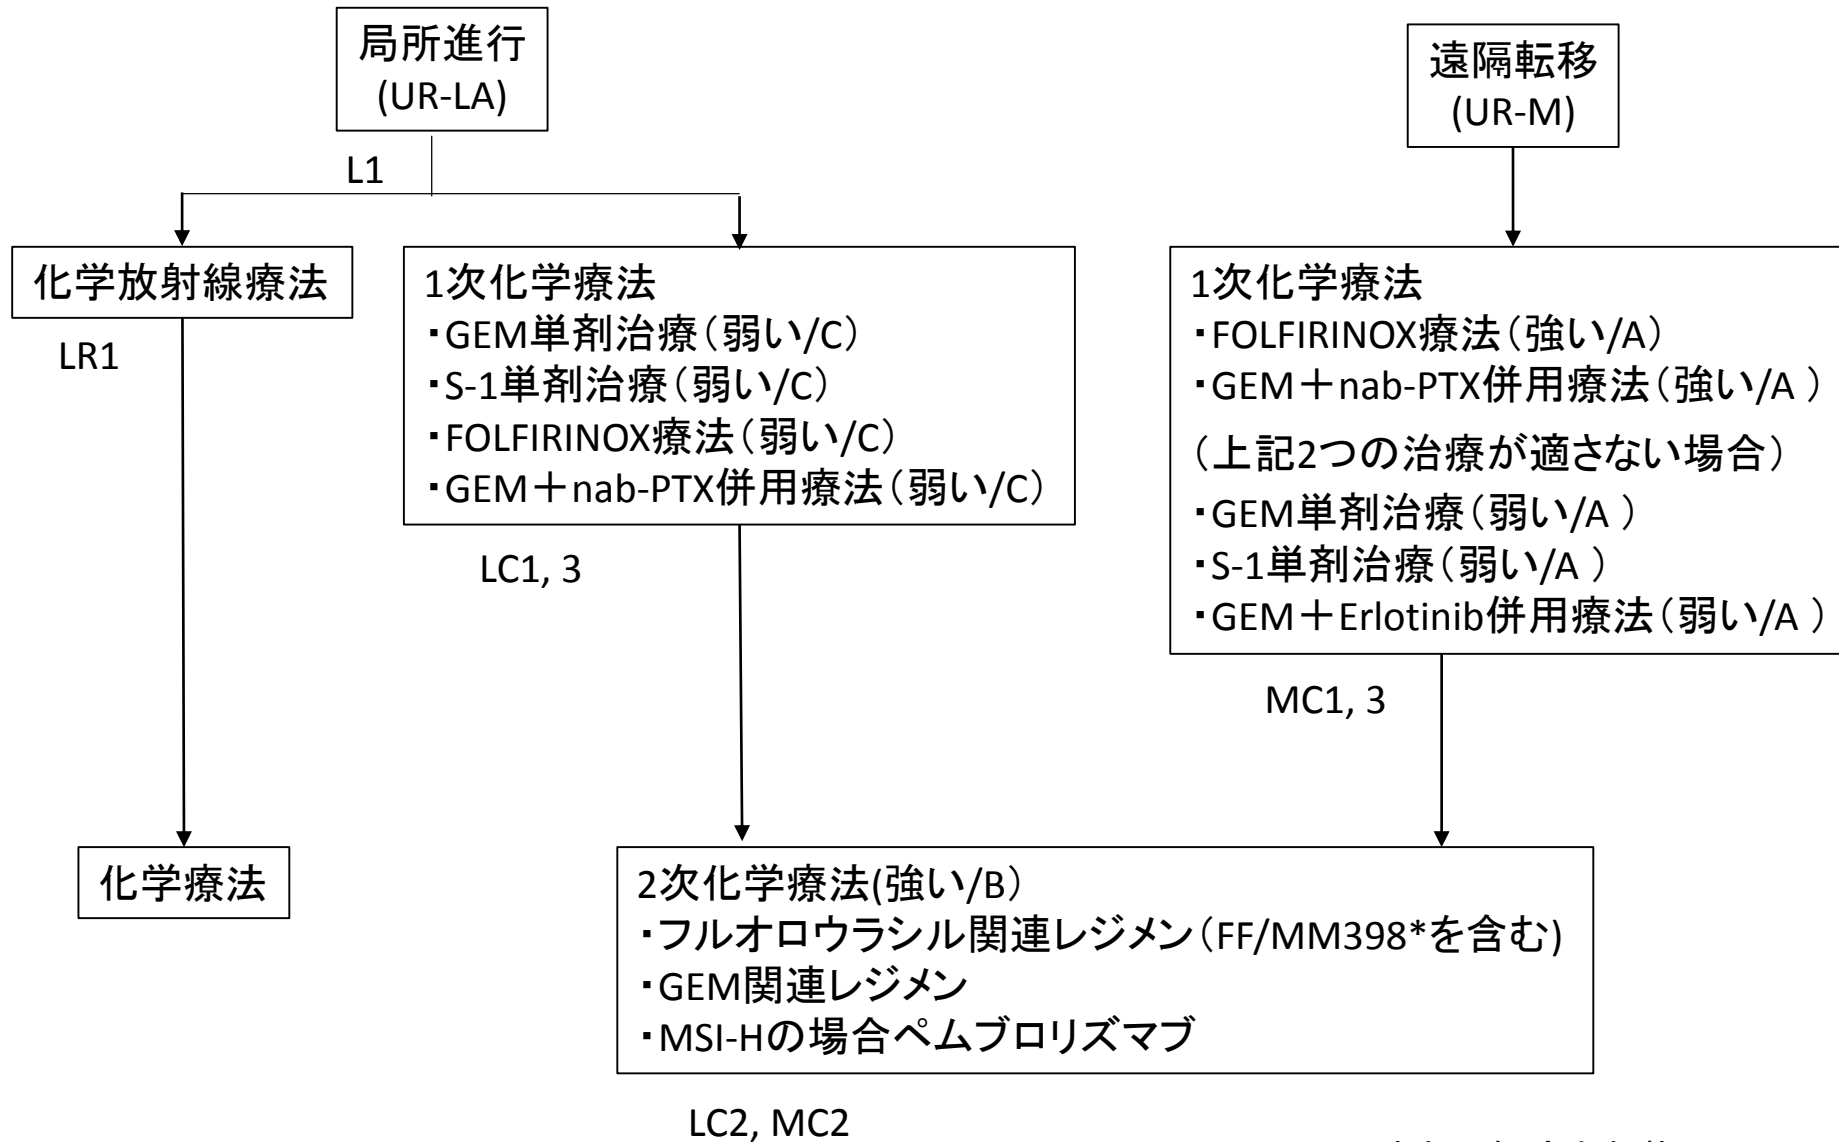 局所進行
(UR-LA)
遠隔転移
(UR-M)
L1
化学放射線療法
LR1
1次化学療法
・GEM単剤治療（弱い/C）
・S-1単剤治療（弱い/C）
・FOLFIRINOX療法（弱い/C）
・GEM＋nab-PTX併用療法（弱い/C）
LC1, 3
1次化学療法
・FOLFIRINOX療法（強い/A）
・GEM＋nab-PTX併用療法（強い/A ）
（上記2つの治療が適さない場合）
・GEM単剤治療（弱い/A ）
・S-1単剤治療（弱い/A ）
・GEM＋Erlotinib併用療法（弱い/A ）
MC1, 3
化学療法
2次化学療法(強い/B）
・フルオロウラシル関連レジメン（FF/MM398*を含む)
・GEM関連レジメン
・MSI-Hの場合ペムブロリズマブ
LC2, MC2